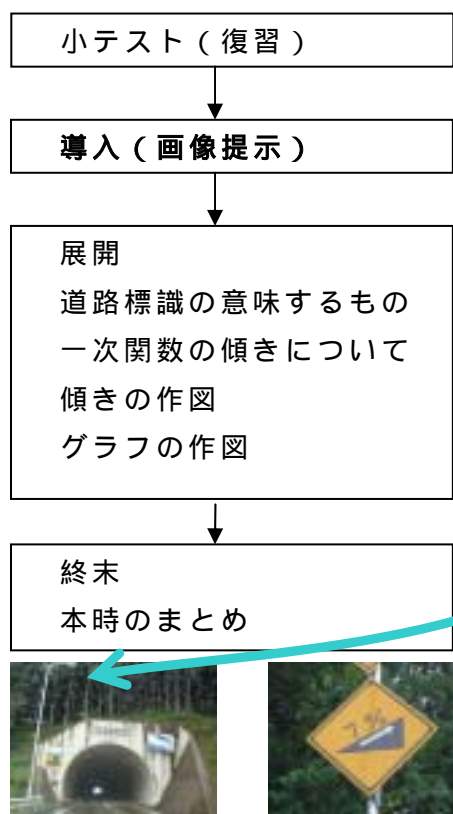 小テスト（復習）
導入（画像提示）
展開
道路標識の意味するもの
一次関数の傾きについて
傾きの作図
グラフの作図
終末
本時のまとめ
7%